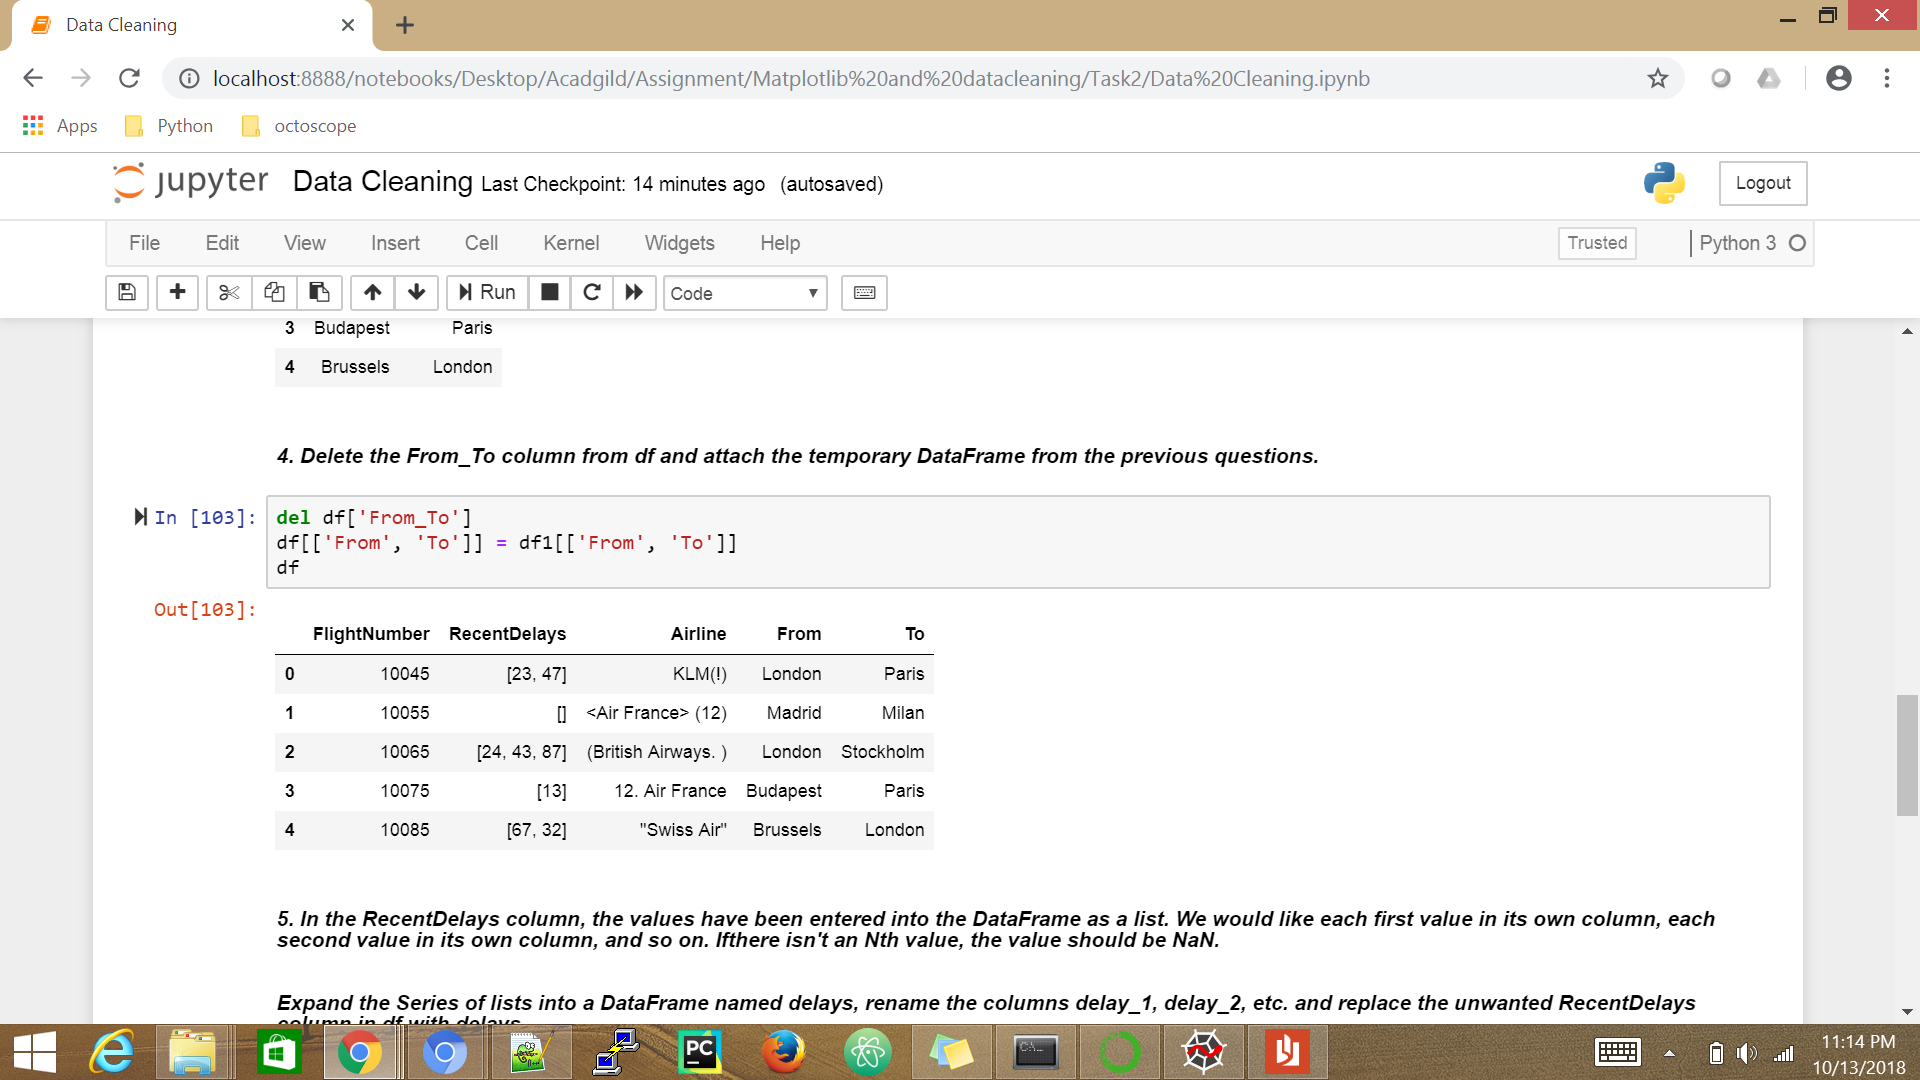 Data Cleaning
localhost:8888/notebooks/Desktop/Acadgild/Assignment/Matplotlib%20and%20datacleaning/Task2/Data%20Cleaning.ipynb
Apps Python octoscope
jupyter Data Cleaning Last Checkpoint: 14 minutes ago (autosaved) Logout
File Edit View Insert Cell Kernel Widgets Help Trusted Python 3
Run Code
3 Budapest Paris
4 Brussels London
4. Delete the From_To column from df and attach the temporary DataFrame from the previous questions.
In [103]: del df['From_To']
df[['From', 'To']] = df1[['From', 'To']]
df
Out[103]:
FlightNumber RecentDelays Airline From To
0 10045 [23, 47] KLM(!) London Paris
1 10055 [] <Air France> (12) Madrid Milan
2 10065 [24, 43, 87] (British Airways. ) London Stockholm
3 10075 [13] 12. Air France Budapest Paris
4 10085 [67, 32] "Swiss Air" Brussels London
5. In the RecentDelays column, the values have been entered into the DataFrame as a list. We would like each first value in its own column, each
second value in its own column, and so on. Ifthere isn't an Nth value, the value should be NaN.
Expand the Series of lists into a DataFrame named delays, rename the columns delay_1, delay_2, etc. and replace the unwanted RecentDelays
column in df with delays
PC
C:\..
11:14 PM
10/13/2018